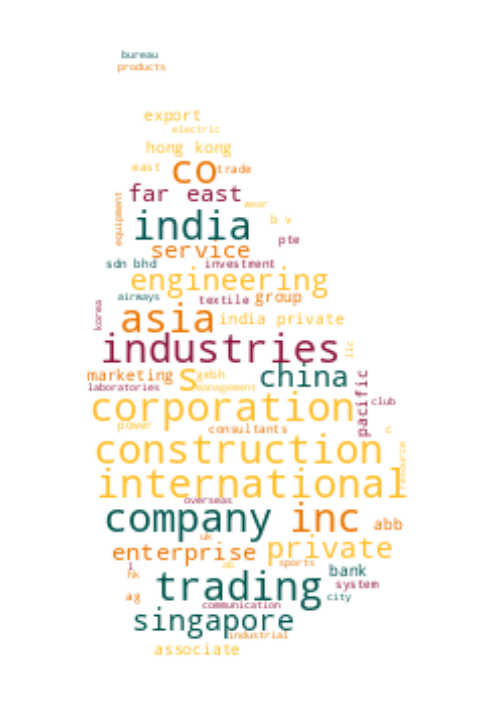 bureau
products
export
electric
hong kong
east
co
trade
far east
wear
equipment
india
b v
pte
service
sdn bhd
investment
engineering
airways
textile
group
korea
asia
india private
industries
llc
marketing
s
gmbh
china
laboratories
management
pacific
corporation
club
power
consultants
c
construction
resource
international
overseas
company
inc
abb
uk
enterprise
private
l
hk
ab
sports
bank
trading
system
ag
city
communication
singapore
industrial
associate